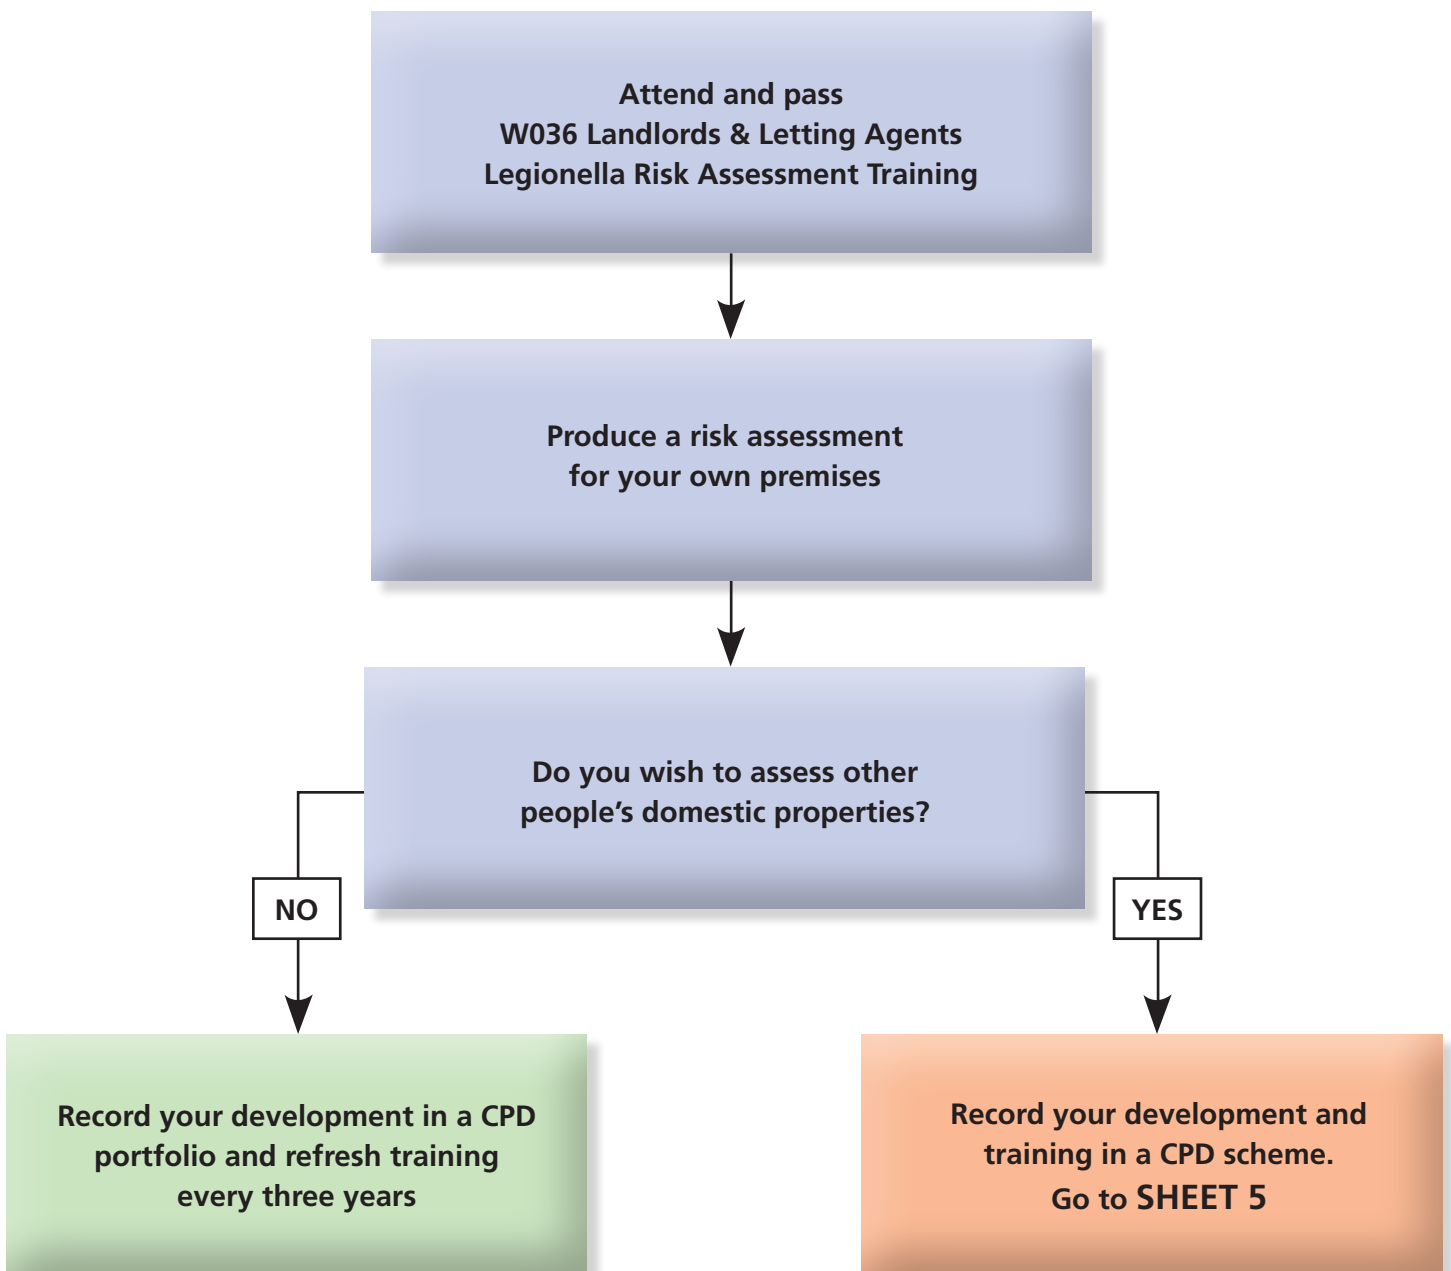 Attend and pass
W036 Landlords & Letting Agents
Legionella Risk Assessment Training
Produce a risk assessment
for your own premises
Do you wish to assess other
people’s domestic properties?
NO
YES
Record your development in a CPD
portfolio and refresh training
every three years
Record your development and
training in a CPD scheme.
Go to SHEET 5